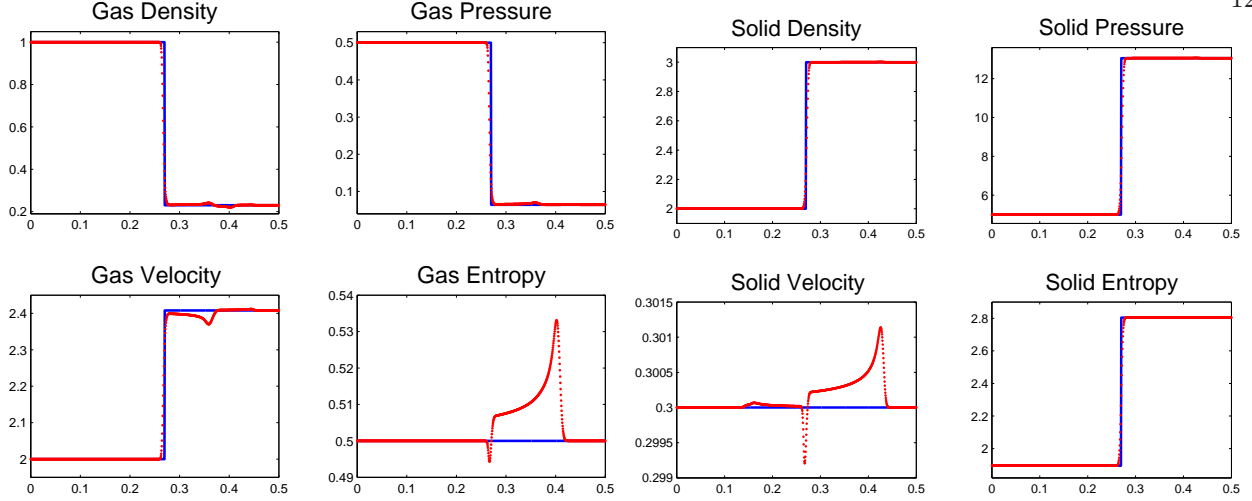 12
Gas Density
1
0.8
0.6
0.4
0.2
0 0.1 0.2 0.3 0.4 0.5
Gas Pressure
0.5
0.4
0.3
0.2
0.1
0 0.1 0.2 0.3 0.4 0.5
Solid Density
3
2.8
2.6
2.4
2.2
2
0 0.1 0.2 0.3 0.4 0.5
Solid Pressure
12
10
8
6
0 0.1 0.2 0.3 0.4 0.5
Gas Velocity
2.4
2.3
2.2
2.1
2
0 0.1 0.2 0.3 0.4 0.5
Gas Entropy
0.54
0.53
0.52
0.51
0.5
0.49
0 0.1 0.2 0.3 0.4 0.5
Solid Velocity
0.3015
0.301
0.3005
0.3
0.2995
0.299
0 0.1 0.2 0.3 0.4 0.5
Solid Entropy
2.8
2.6
2.4
2.2
2
0 0.1 0.2 0.3 0.4 0.5